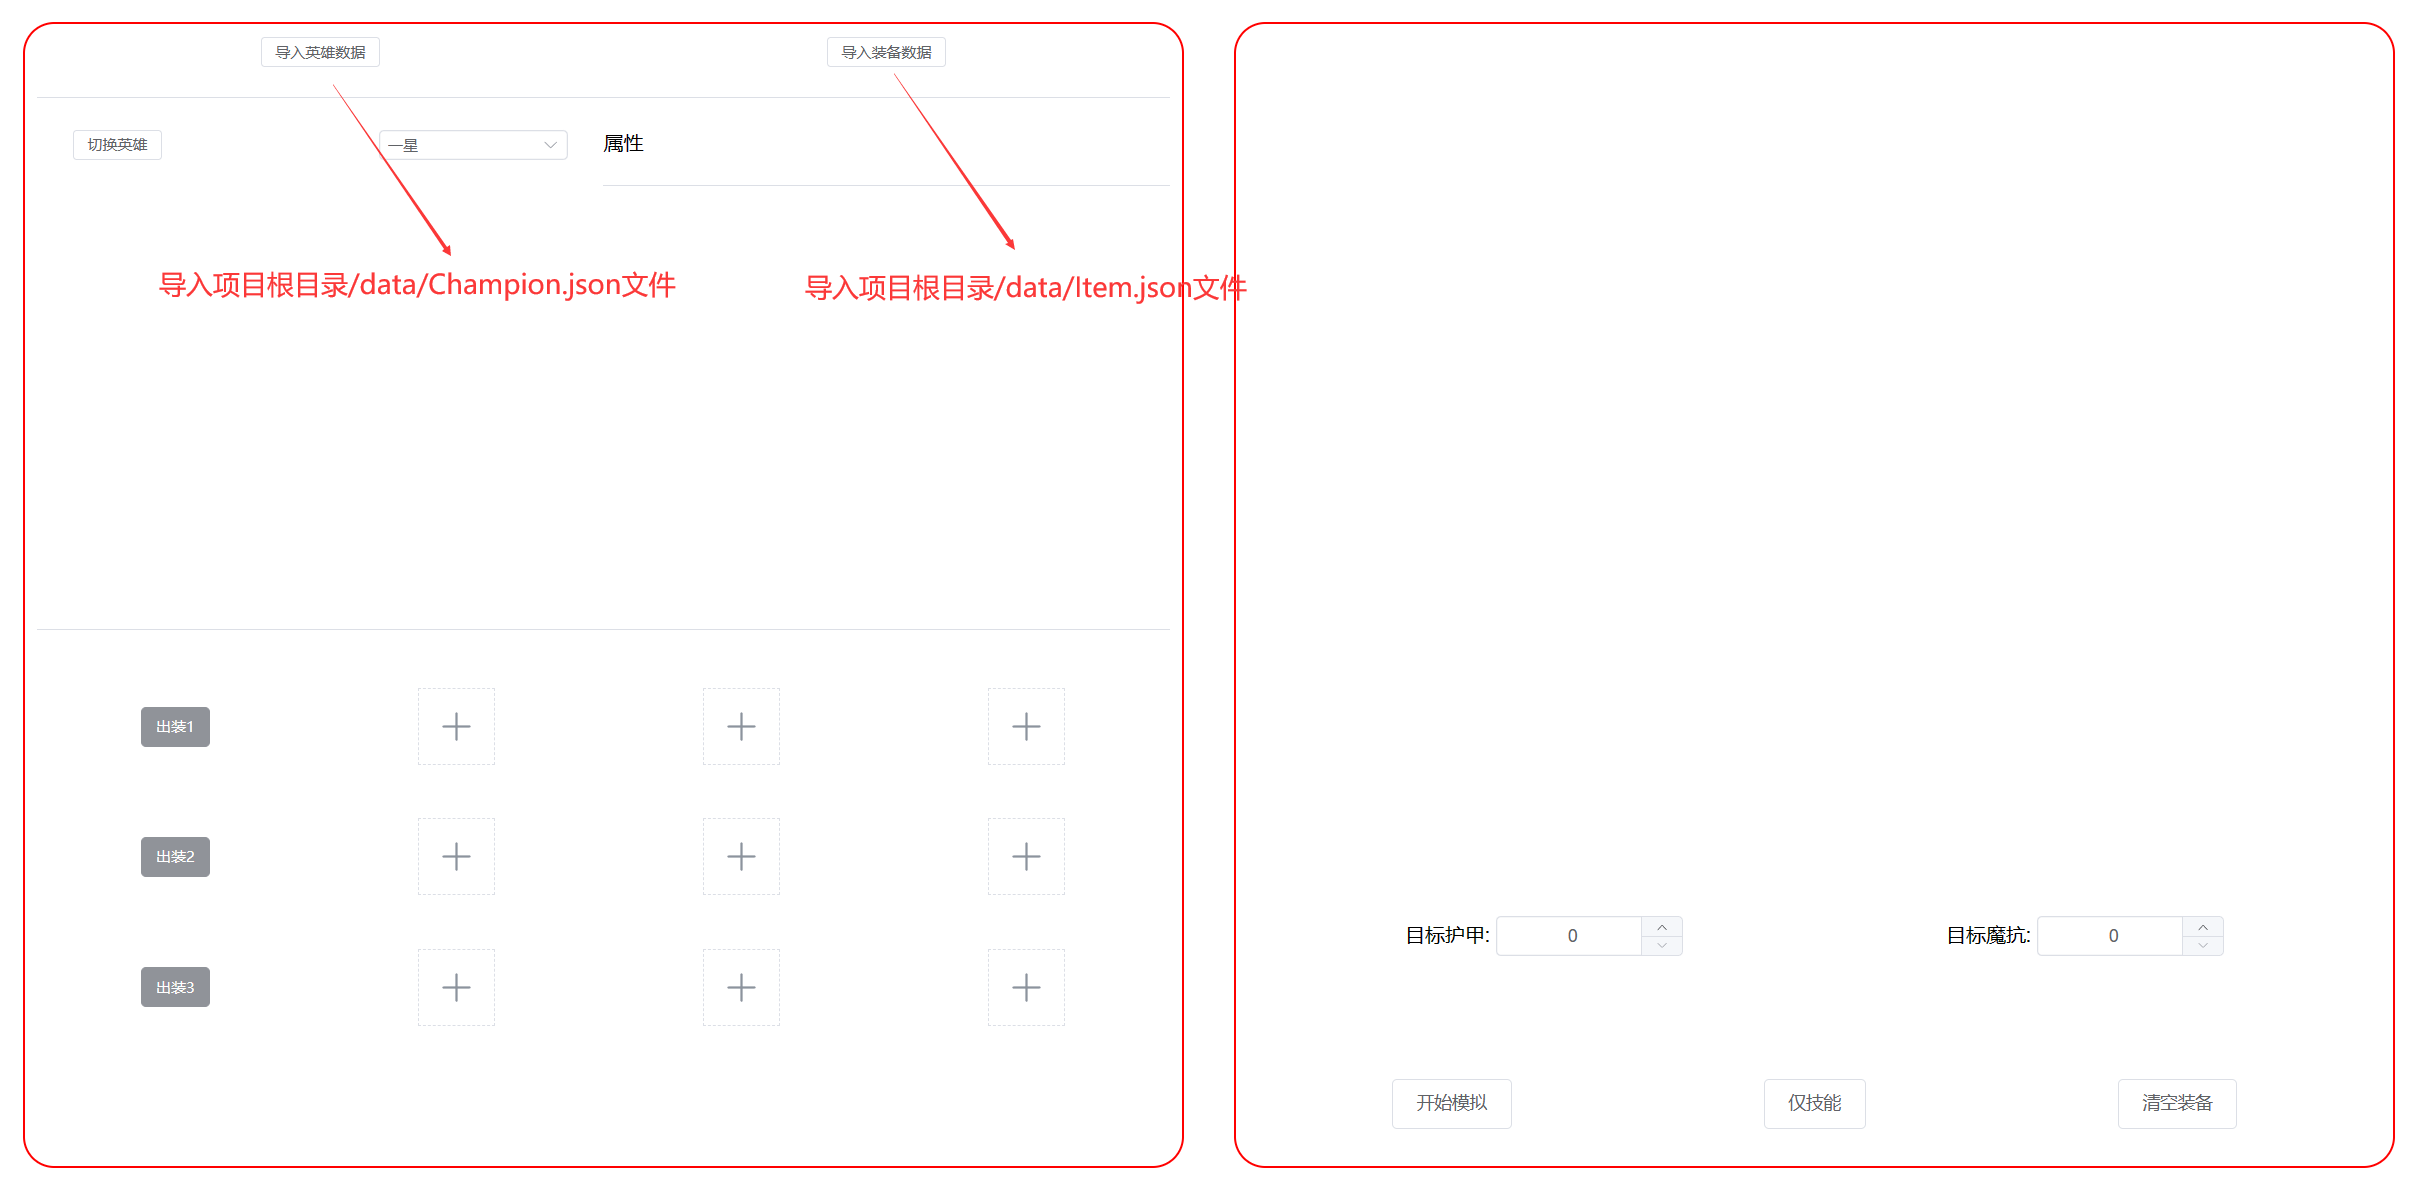 导入英雄数据
导入装备数据
切换英雄
一星
属性
导入项目根目录/data/Champion.json文件
导入项目根目录/data/Item.json文件
出装1
出装2
出装3
目标护甲: 0
目标魔抗: 0
开始模拟
仅技能
清空装备